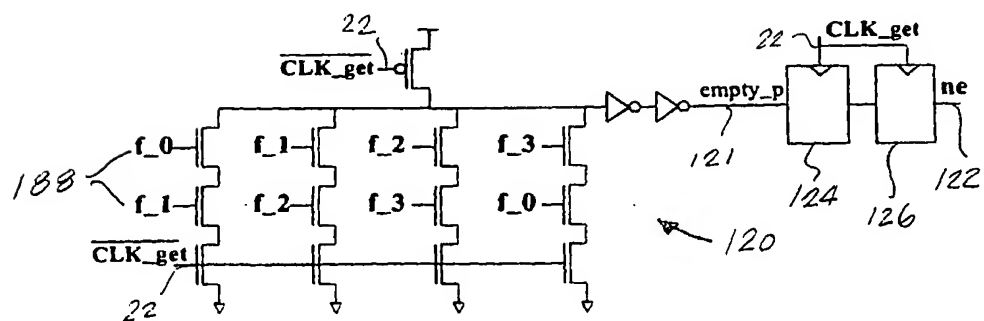 22
CLK_get
22
CLK_get
empty_p
ne
121
124
126
122
f_0
f_1
f_2
f_3
188
f_1
f_2
f_3
f_0
120
CLK_get
22